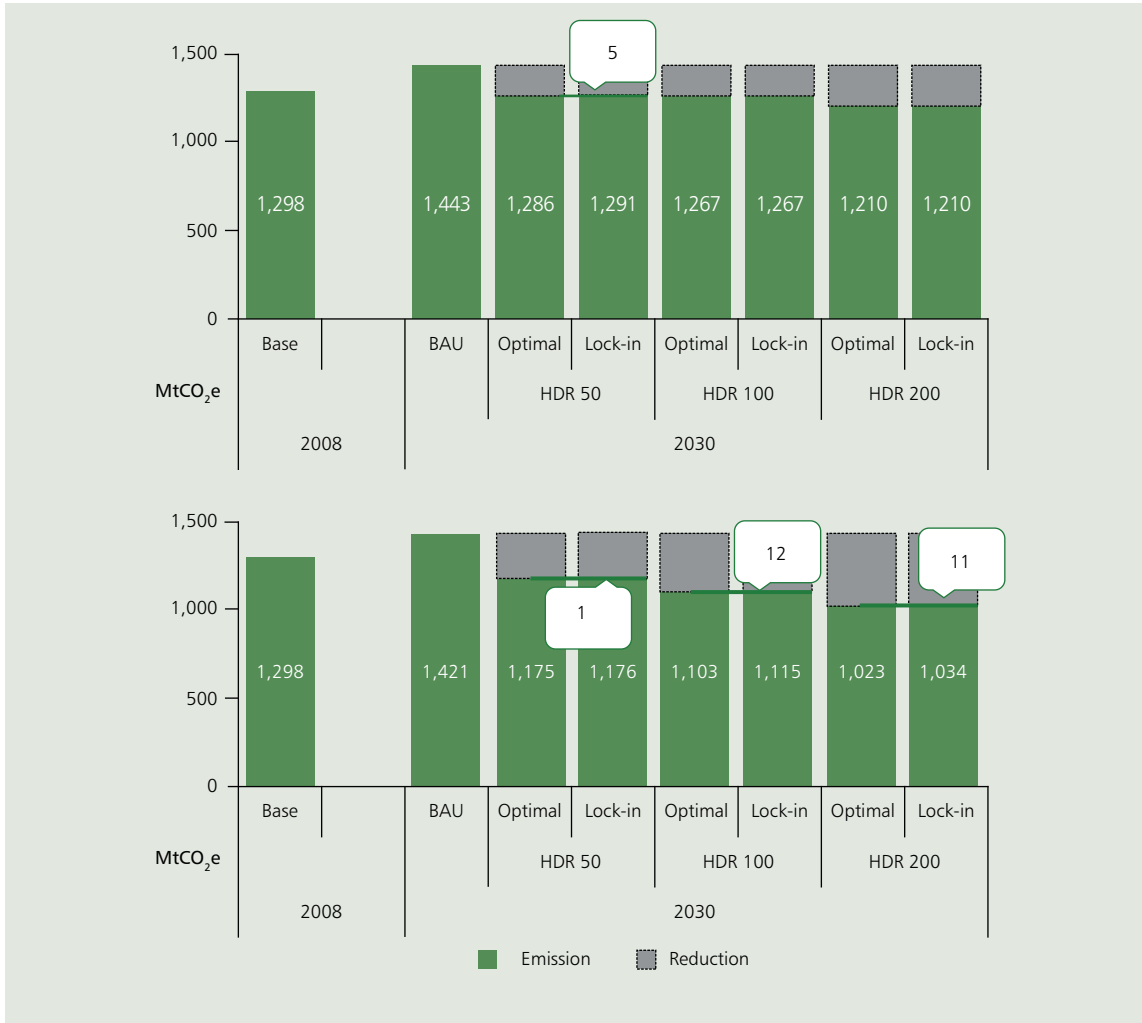 1,500
5
1,000
1,298 1,443 1,286 1,291 1,267 1,267 1,210 1,210
500
0
Base BAU Optimal Lock-in Optimal Lock-in Optimal Lock-in
MtCO₂e HDR 50 HDR 100 HDR 200
2008 2030
1,500
12 11
1,000
1
1,298 1,421 1,175 1,176 1,103 1,115 1,023 1,034
500
0
Base BAU Optimal Lock-in Optimal Lock-in Optimal Lock-in
MtCO₂e HDR 50 HDR 100 HDR 200
2008 2030
Emission Reduction